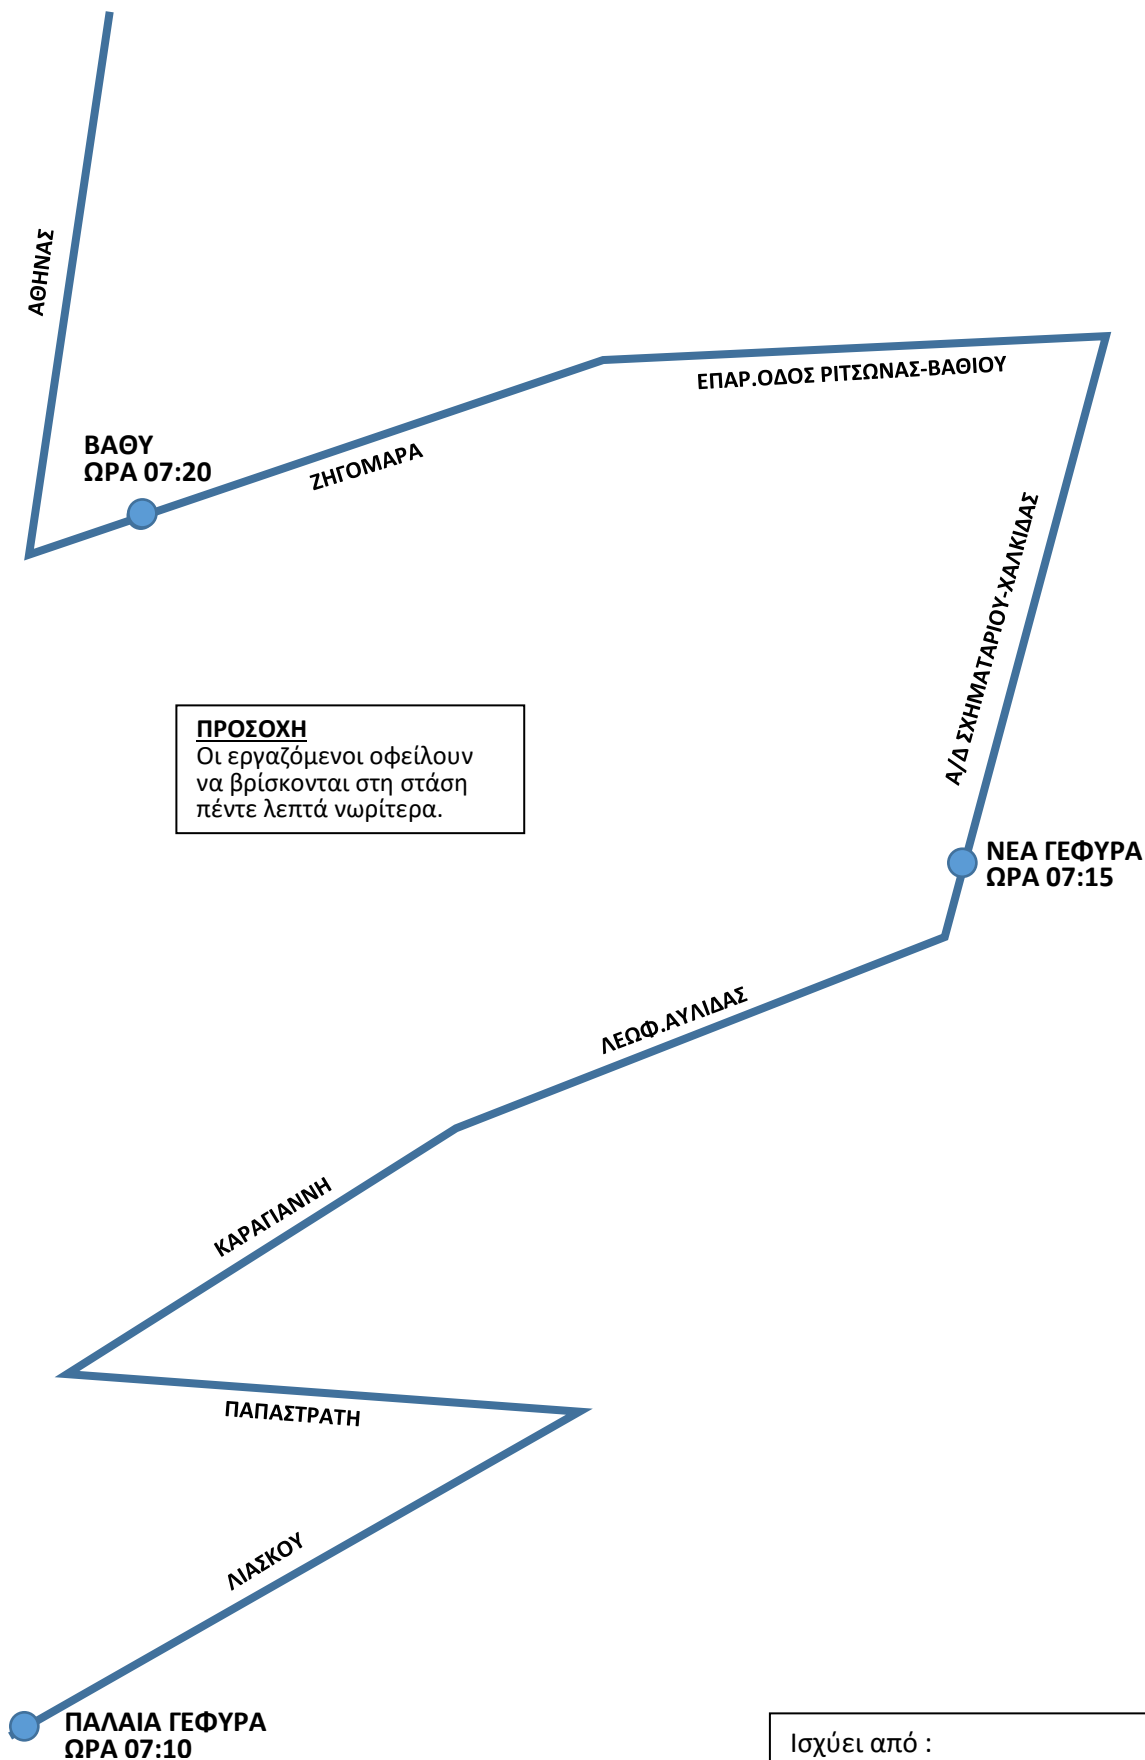 ΑΘΗΝΑΣ
ΕΠΑΡ.ΟΔΟΣ ΡΙΤΣΩΝΑΣ-ΒΑΘΙΟΥ
ΒΑΘΥ
ΩΡΑ 07:20
ΖΗΓΟΜΑΡΑ
Α/Δ ΣΧΗΜΑΤΑΡΙΟΥ-ΧΑΛΚΙΔΑΣ
ΠΡΟΣΟΧΗ
Οι εργαζόμενοι οφείλουν
να βρίσκονται στη στάση
πέντε λεπτά νωρίτερα.
ΝΕΑ ΓΕΦΥΡΑ
ΩΡΑ 07:15
ΛΕΩΦ.ΑΥΛΙΔΑΣ
ΚΑΡΑΓΙΑΝΝΗ
ΠΑΠΑΣΤΡΑΤΗ
ΛΙΑΣΚΟΥ
ΠΑΛΑΙΑ ΓΕΦΥΡΑ
ΩΡΑ 07:10
Ισχύει από :